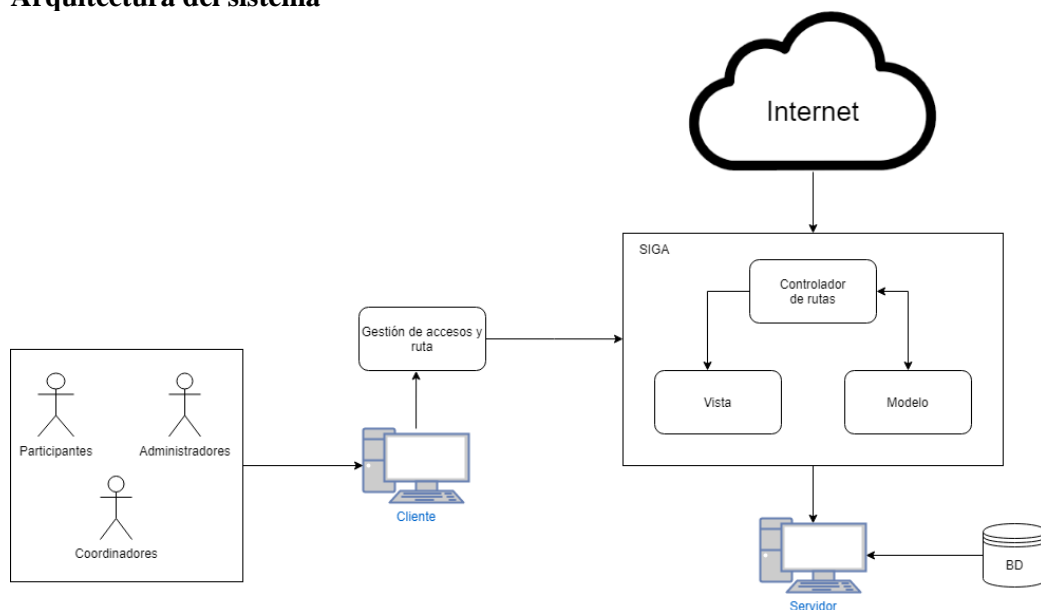 Arquitectura del sistema
Internet
SIGA
Controlador
de rutas
Gestión de accesos y
ruta
Vista
Modelo
Participantes
Administradores
Coordinadores
Cliente
Servidor
BD